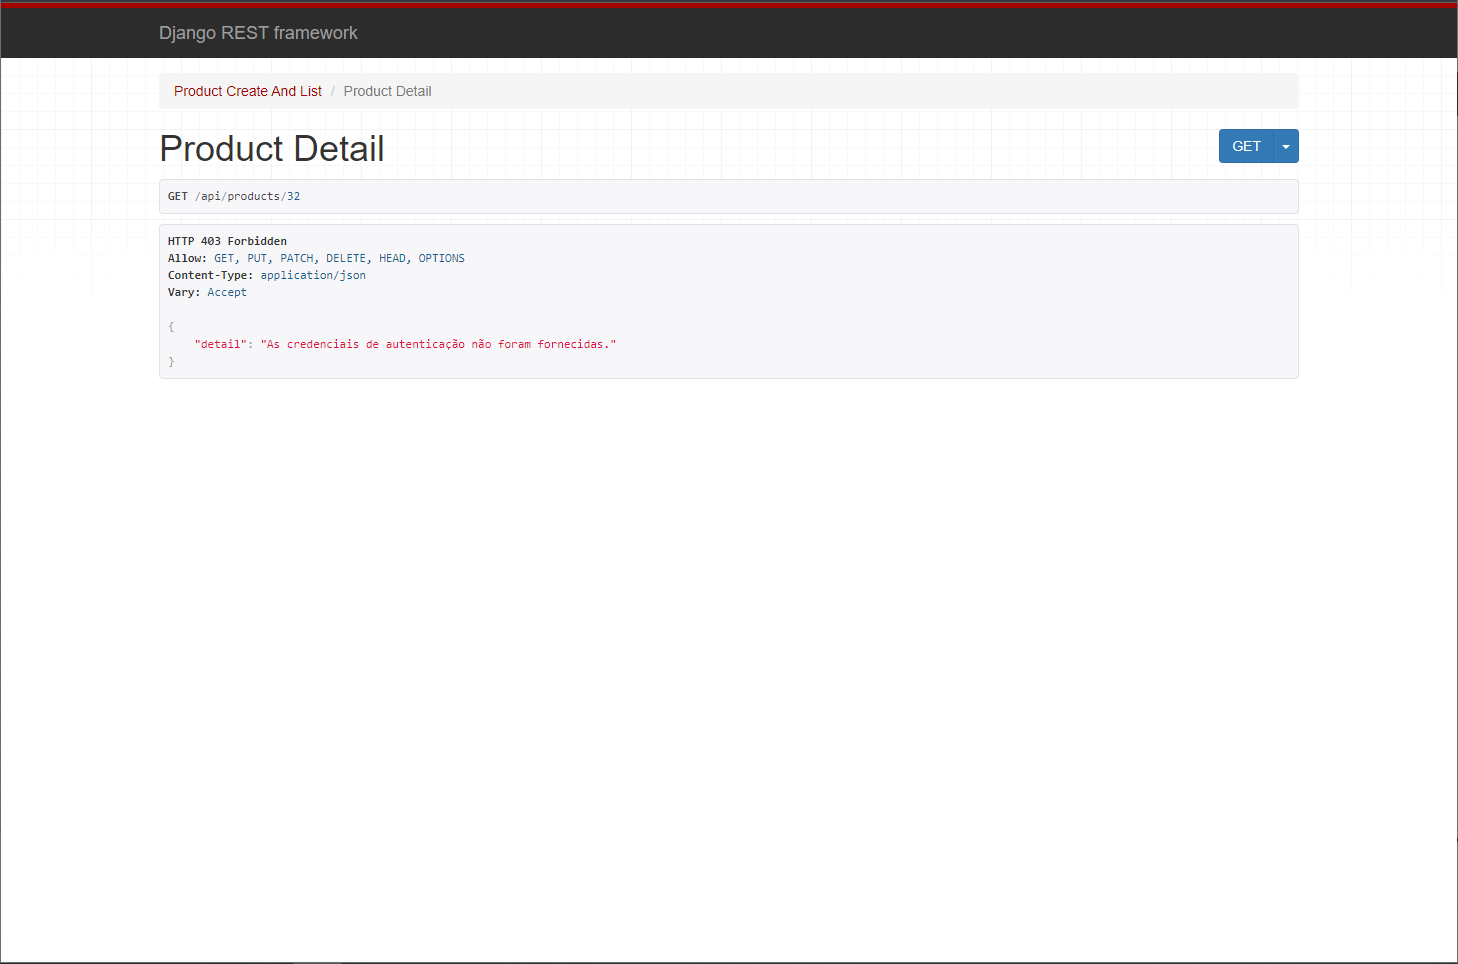 Django REST framework
Product Create And List / Product Detail
Product Detail
GET
GET /api/products/32
HTTP 403 Forbidden
Allow: GET, PUT, PATCH, DELETE, HEAD, OPTIONS
Content-Type: application/json
Vary: Accept
{
"detail": "As credenciais de autenticação não foram fornecidas."
}